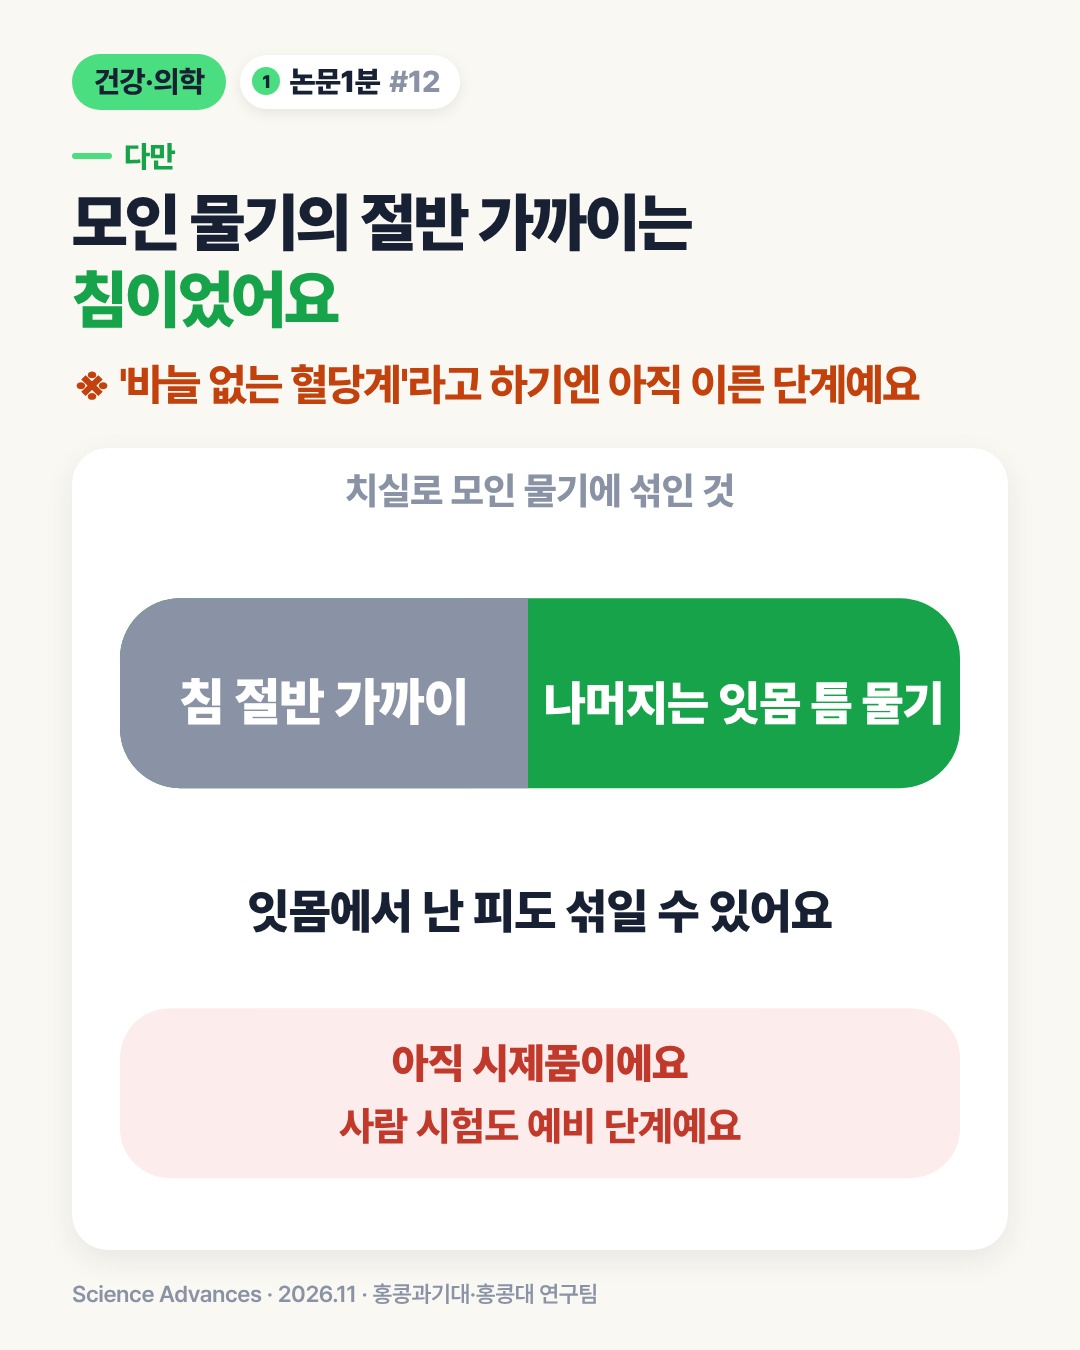 건강·의학
1 논문1분 #12
다만
모인 물기의 절반 가까이는
침이었어요
※ '바늘 없는 혈당계'라고 하기엔 아직 이른 단계예요
치실로 모인 물기에 섞인 것
침 절반 가까이
나머지는 잇몸 틈 물기
잇몸에서 난 피도 섞일 수 있어요
아직 시제품이에요
사람 시험도 예비 단계예요
Science Advances · 2026.11 · 홍콩과기대·홍콩대 연구팀